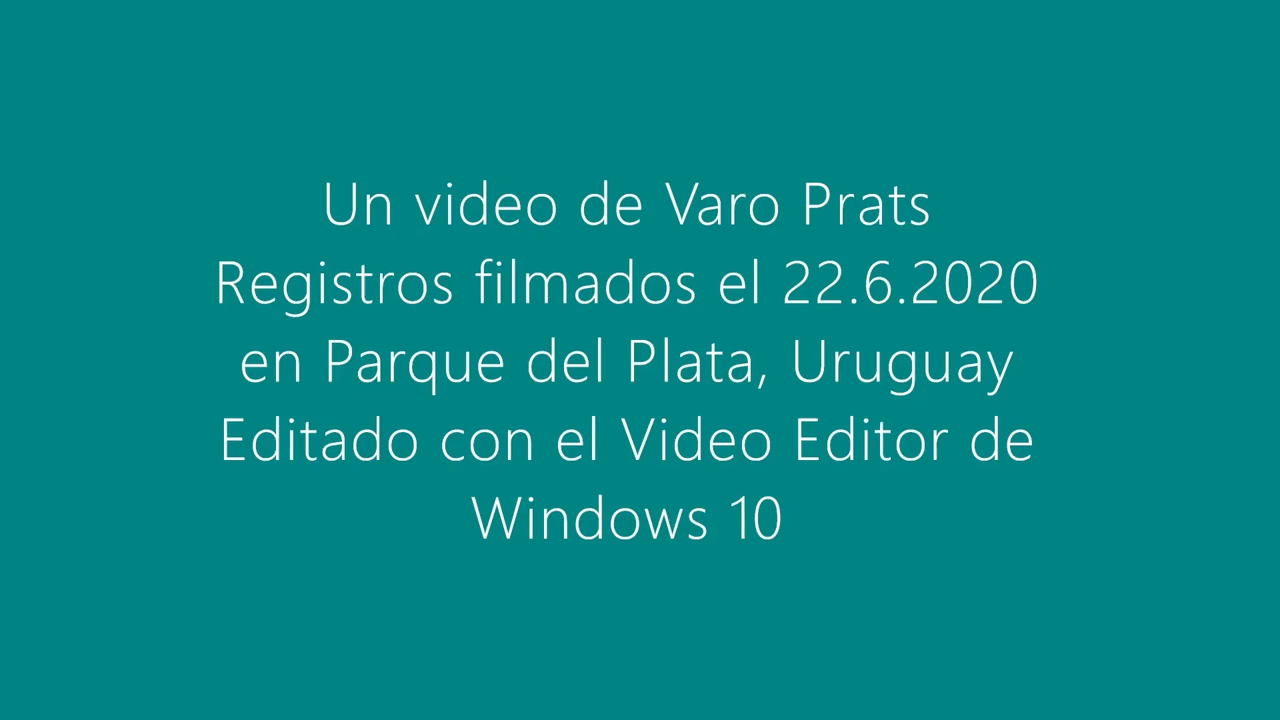 Un video de Varo Prats
Registros filmados el 22.6.2020
en Parque del Plata, Uruguay
Editado con el Video Editor de
Windows 10